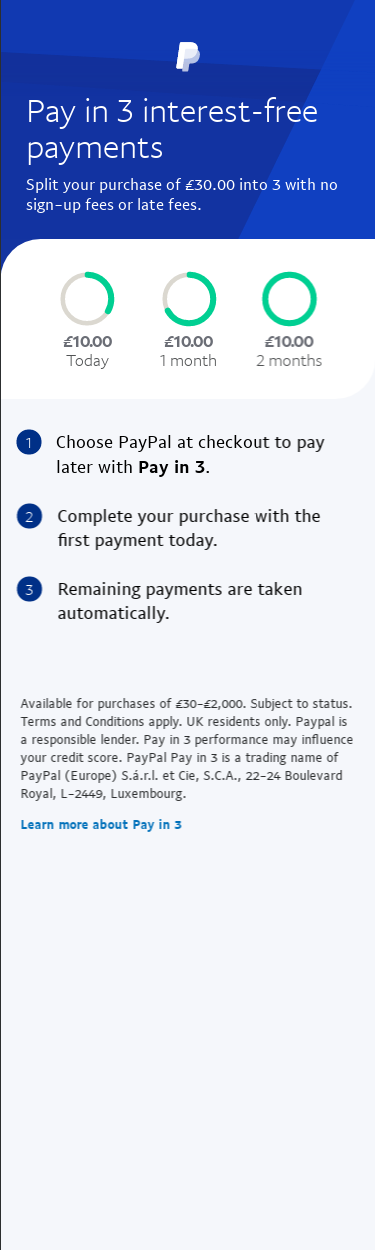 Pay in 3 interest-free
payments
Split your purchase of £30.00 into 3 with no
sign-up fees or late fees.
£10.00 £10.00 £10.00
Today 1 month 2 months
1 Choose PayPal at checkout to pay
later with Pay in 3.
2 Complete your purchase with the
first payment today.
3 Remaining payments are taken
automatically.
Available for purchases of £30-£2,000. Subject to status.
Terms and Conditions apply. UK residents only. Paypal is
a responsible lender. Pay in 3 performance may influence
your credit score. PayPal Pay in 3 is a trading name of
PayPal (Europe) S.á.r.l. et Cie, S.C.A., 22-24 Boulevard
Royal, L-2449, Luxembourg.
Learn more about Pay in 3